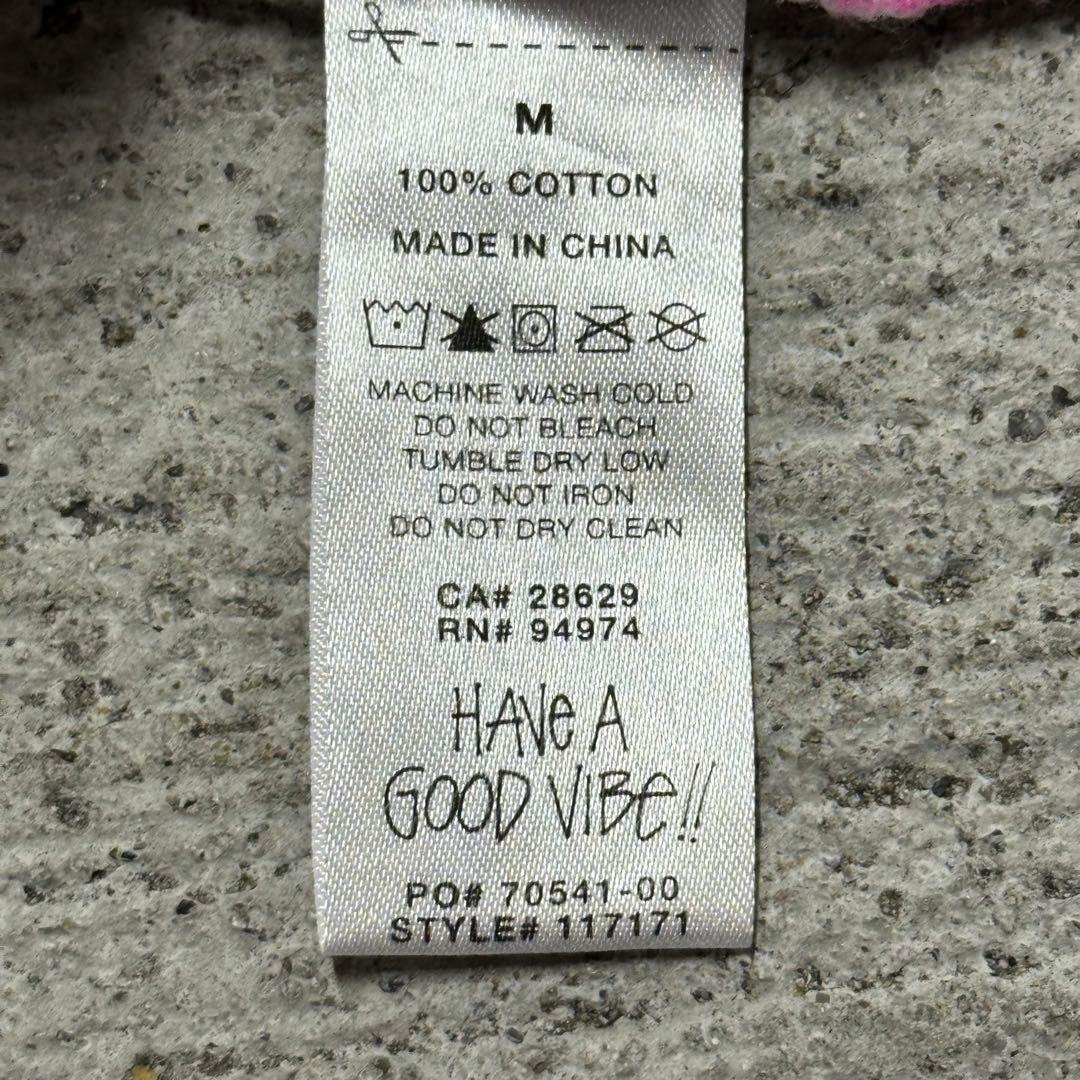 M
100% COTTON
MADE IN CHINA
MACHINE WASH COLD
DO NOT BLEACH
TUMBLE DRY LOW
DO NOT IRON
DO NOT DRY CLEAN
CA# 28629
RN# 94974
HAVe A
GOOD VIBe!!
PO# 70541-00
STYLE# 117171